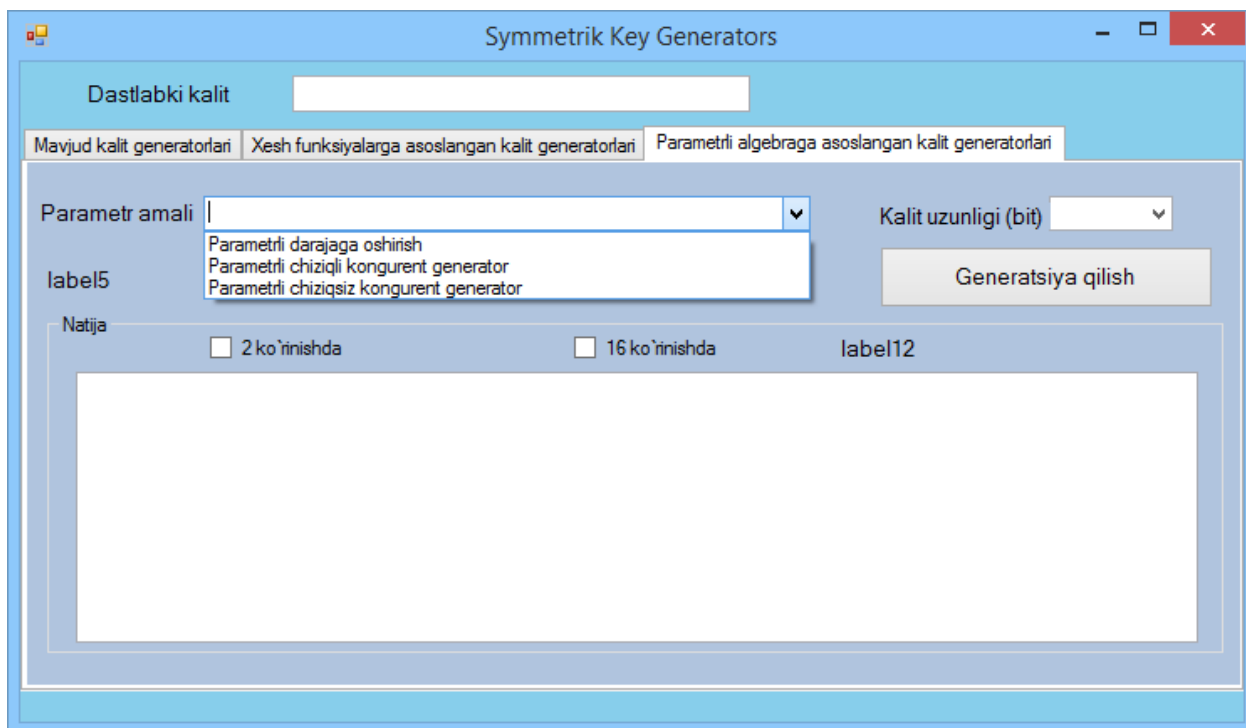 Symmetrik Key Generators
Dastlabki kalit
Mavjud kalit generatorlari Xesh funksiyalarga asoslangan kalit generatorlari Parametrli algebraga asoslangan kalit generatorlari
Parametr amali Kalit uzunligi (bit)
Parametrli darajaga oshirish
Parametrli chiziqli kongurent generator
Parametrli chiziqsiz kongurent generator
label5 Generatsiya qilish
Natija
2 ko`rinishda 16 ko`rinishda label12